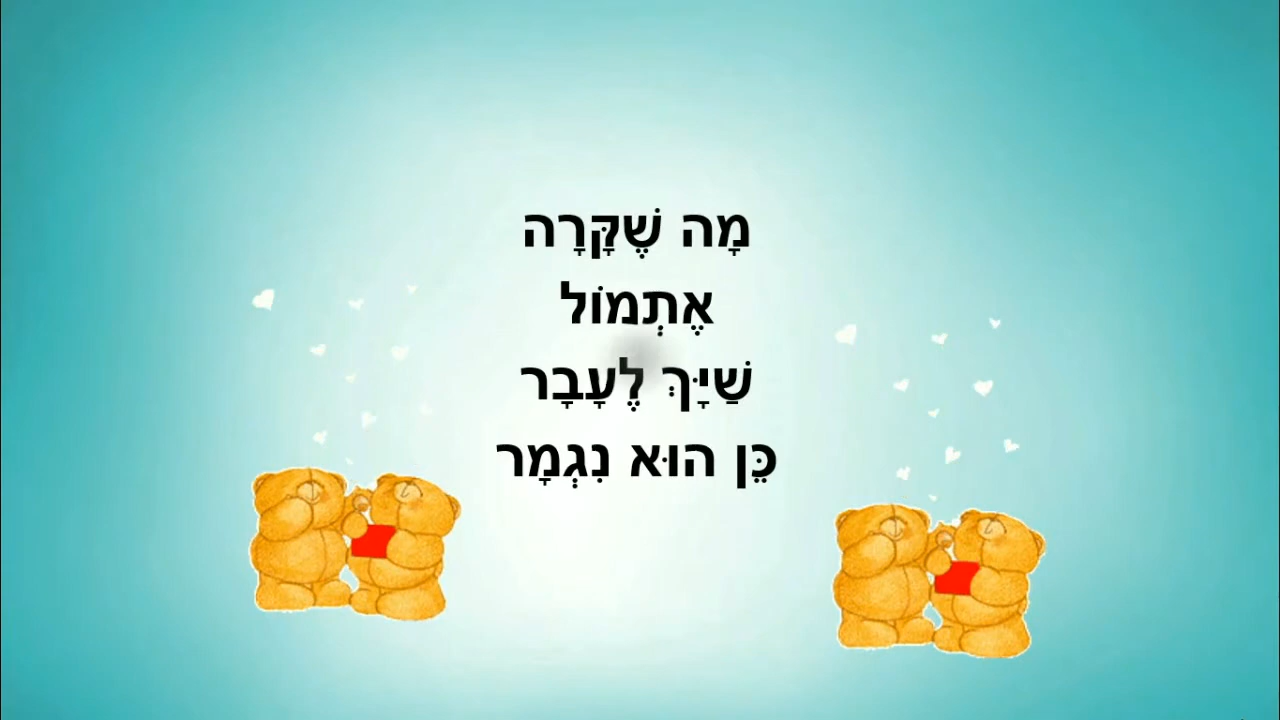 מָה שֶׁקָּרָה
אֶתְמוֹל
שַׁיָּּךְ לֶעָבָר
כֵּן הוּא נִגְמָר